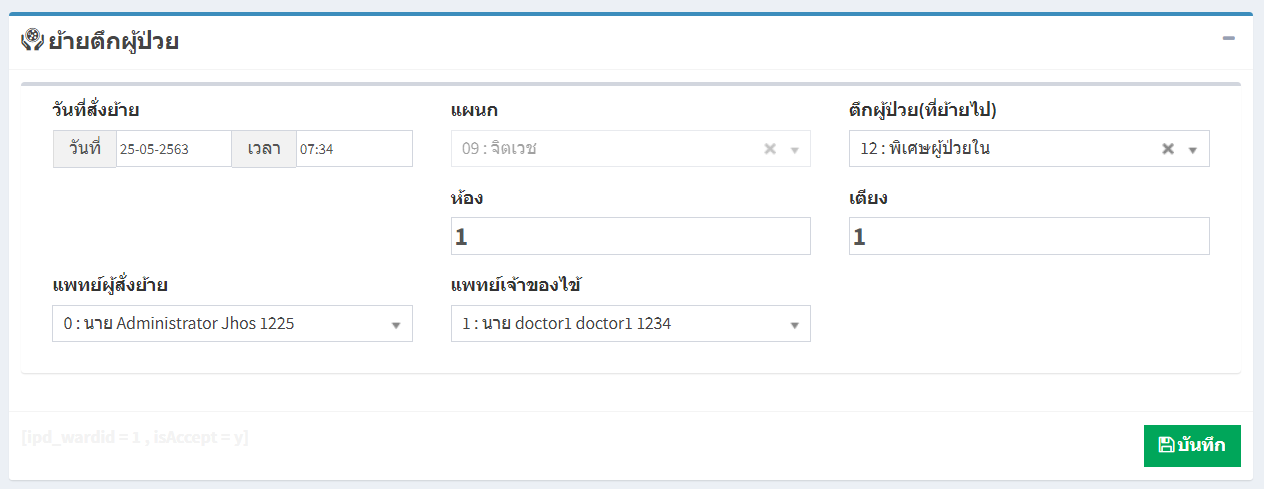 ย้ายตึกผู้ป่วย
วันที่สั่งย้าย แผนก ตึกผู้ป่วย(ที่ย้ายไป)
วันที่ 25-05-2563 เวลา 07:34 09 : จิตเวช 12 : พิเศษผู้ป่วยใน
ห้อง เตียง
1 1
แพทย์ผู้สั่งย้าย แพทย์เจ้าของไข้
0 : นาย Administrator Jhos 1225 1 : นาย doctor1 doctor1 1234
[ipd_wardid = 1 , isAccept = y]
บันทึก